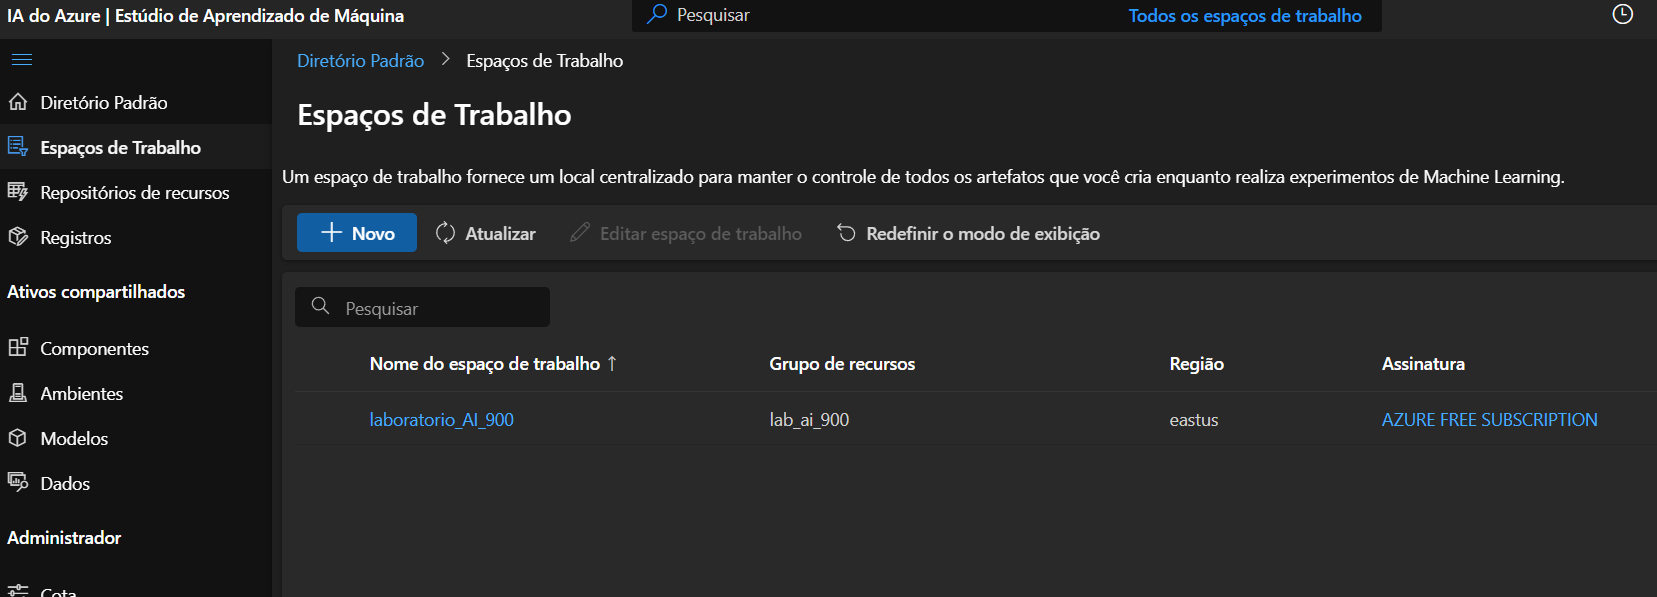 IA do Azure | Estúdio de Aprendizado de Máquina
Pesquisar
Todos os espaços de trabalho
Diretório Padrão
Espaços de Trabalho
Repositórios de recursos
Registros
Ativos compartilhados
Componentes
Ambientes
Modelos
Dados
Administrador
Cota
Diretório Padrão > Espaços de Trabalho
Espaços de Trabalho
Um espaço de trabalho fornece um local centralizado para manter o controle de todos os artefatos que você cria enquanto realiza experimentos de Machine Learning.
+ Novo Atualizar Editar espaço de trabalho Redefinir o modo de exibição
Pesquisar
Nome do espaço de trabalho ↑ Grupo de recursos Região Assinatura
laboratorio_AI_900 lab_ai_900 eastus AZURE FREE SUBSCRIPTION